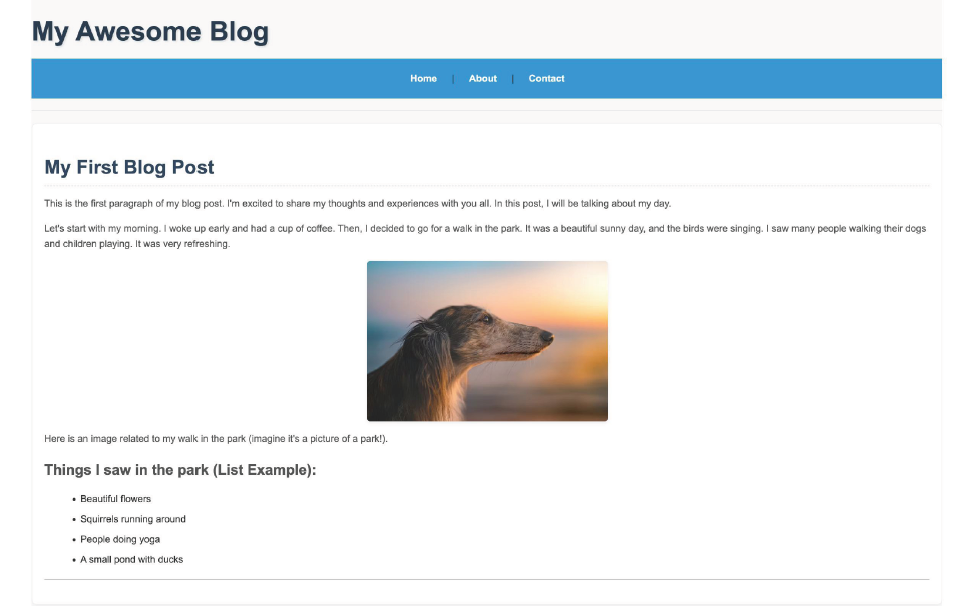 My Awesome Blog
Home | About | Contact
My First Blog Post
This is the first paragraph of my blog post. I'm excited to share my thoughts and experiences with you all. In this post, I will be talking about my day.
Let's start with my morning. I woke up early and had a cup of coffee. Then, I decided to go for a walk in the park. It was a beautiful sunny day, and the birds were singing. I saw many people walking their dogs
and children playing. It was very refreshing.
Here is an image related to my walk in the park (imagine it's a picture of a park!).
Things I saw in the park (List Example):
• Beautiful flowers
• Squirrels running around
• People doing yoga
• A small pond with ducks